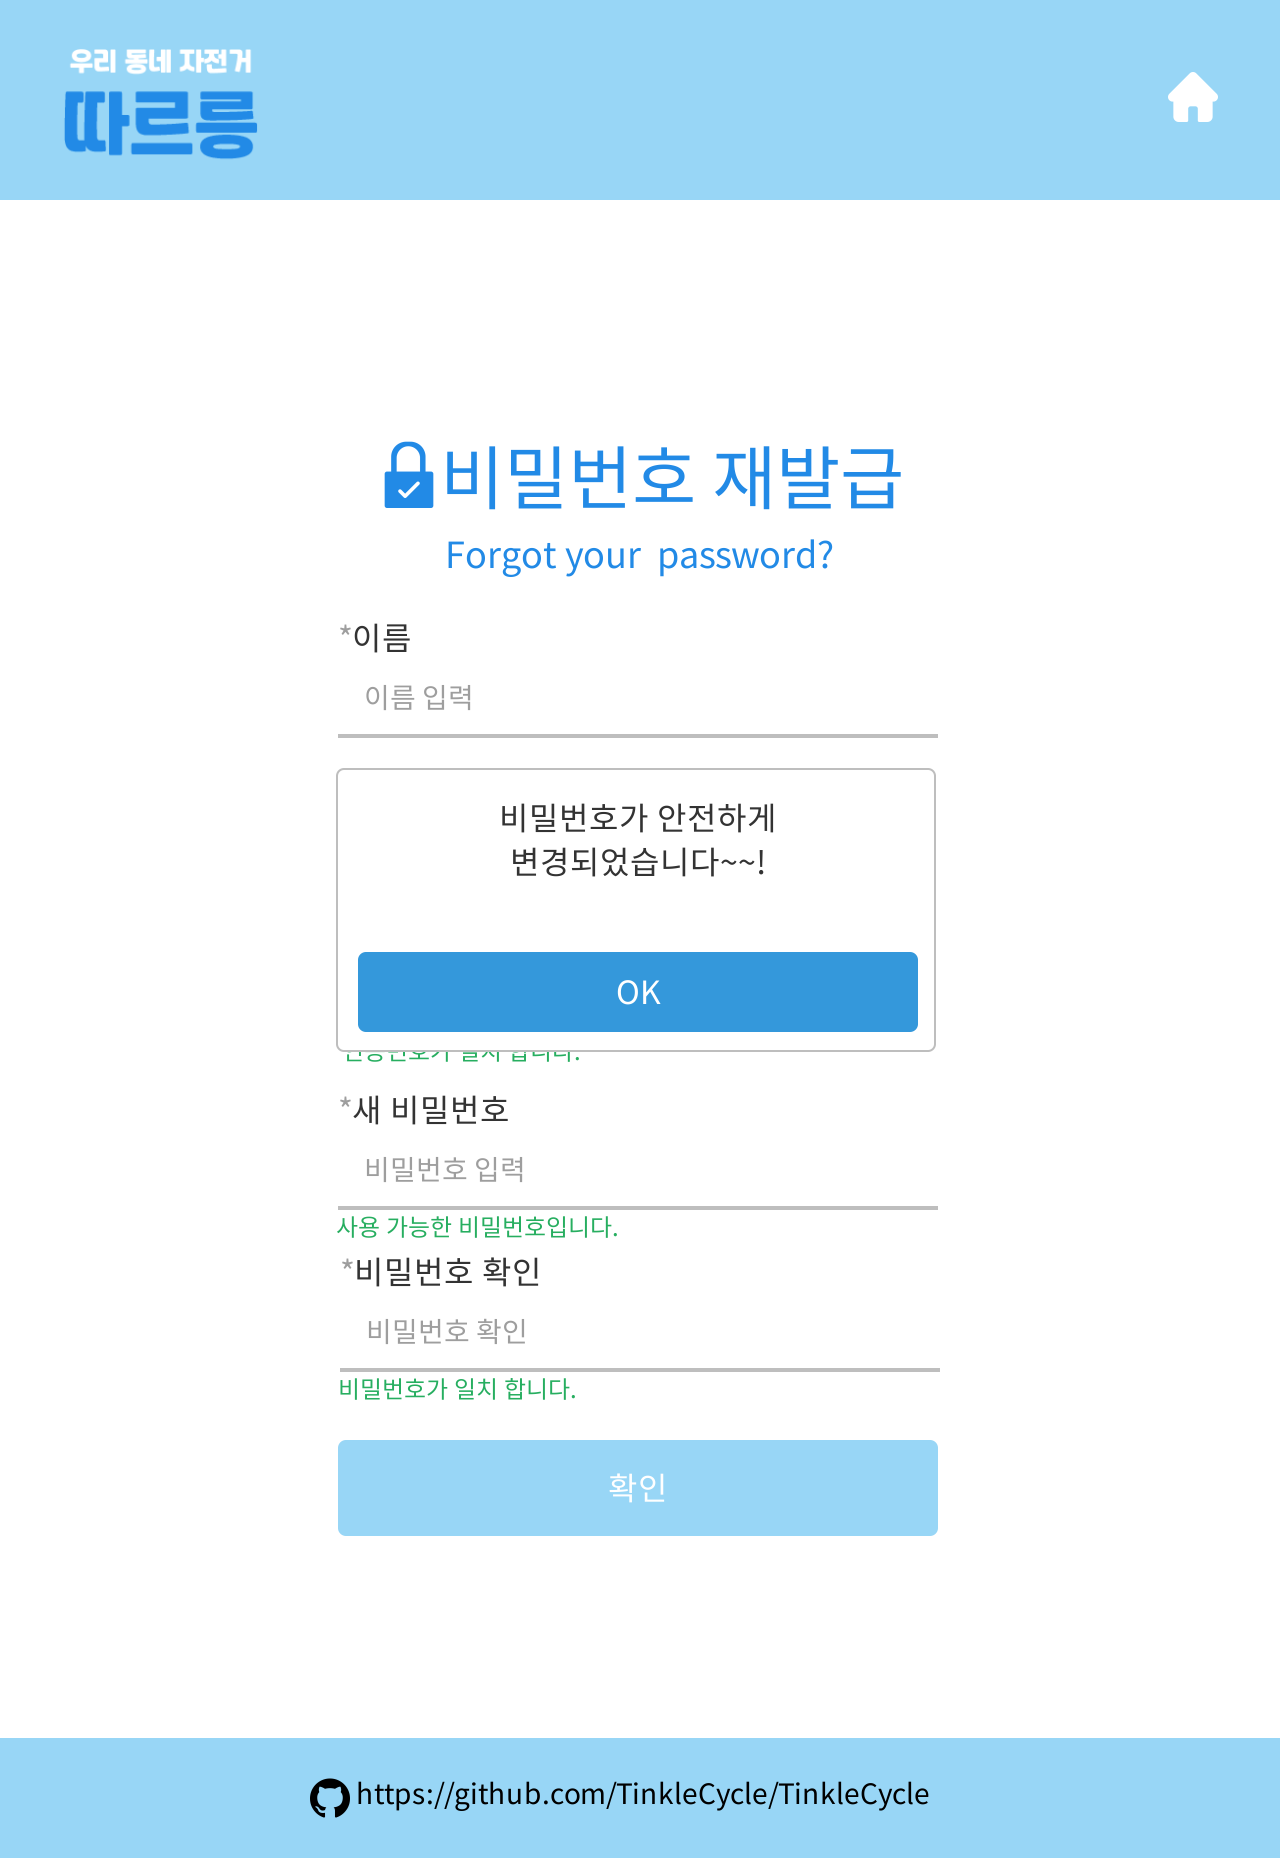 우리 동네 자전거
따르릉
비밀번호 재발급
Forgot your password?
*이름
이름 입력
비밀번호가 안전하게
변경되었습니다~~!
OK
*새 비밀번호
비밀번호 입력
사용 가능한 비밀번호입니다.
*비밀번호 확인
비밀번호 확인
비밀번호가 일치 합니다.
확인
https://github.com/TinkleCycle/TinkleCycle